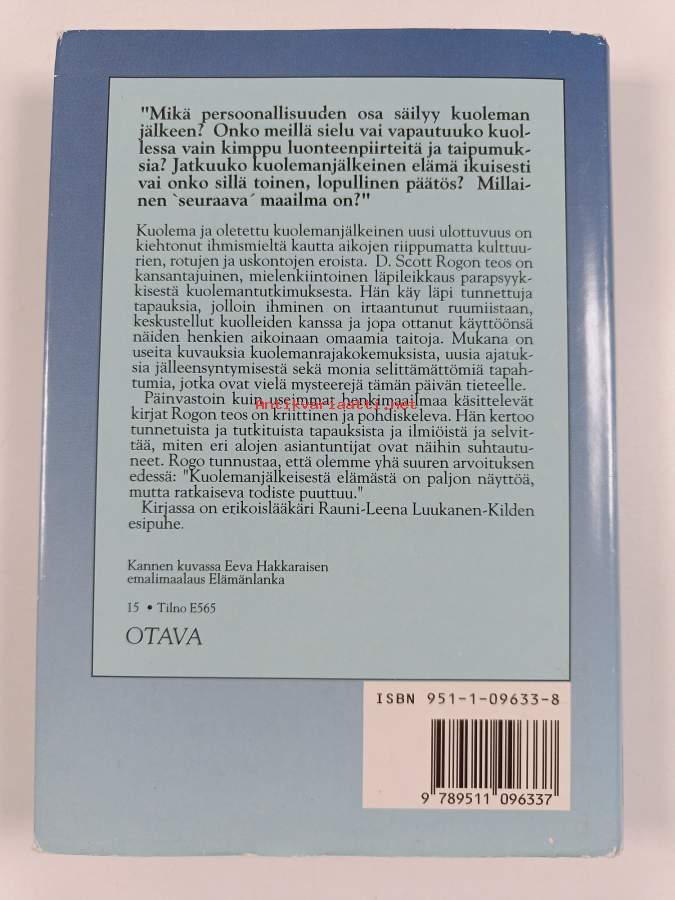 "Mikä persoonallisuuden osa säilyy kuoleman
jälkeen? Onko meillä sielu vai vapautuuko kuol-
lessa vain kimppu luonteenpiirteitä ja taipumuk-
sia? Jatkuuko kuolemanjälkeinen elämä ikuisesti
vai onko sillä toinen, lopullinen päätös? Millai-
nen `seuraava´ maailma on?"
Kuolema ja oletettu kuolemanjälkeinen uusi ulottuvuus on
kiehtonut ihmismieltä kautta aikojen riippumatta kulttuu-
rien, rotujen ja uskontojen eroista. D. Scott Rogon teos on
kansantajuinen, mielenkiintoinen läpileikkaus parapsyyk-
kisestä kuolemantutkimuksesta. Hän käy läpi tunnettuja
tapauksia, jolloin ihminen on irtaantunut ruumiistaan,
keskustellut kuolleiden kanssa ja jopa ottanut käyttöönsä
näiden henkien aikoinaan omaamia taitoja. Mukana on
useita kuvauksia kuolemanrajakokemuksista, uusia ajatuk-
sia jälleensyntymisestä sekä monia selittämättömiä tapah-
tumia, jotka ovat vielä mysteerejä tämän päivän tieteelle.
Päinvastoin kuin useimmat henkimaailmaa käsittelevät
Antikvariaatti.net
kirjat Rogon teos on kriittinen ja pohdiskeleva. Hän kertoo
tunnetuista ja tutkituista tapauksista ja ilmiöistä ja selvit-
tää, miten eri alojen asiantuntijat ovat näihin suhtautu-
neet. Rogo tunnustaa, että olemme yhä suuren arvoituksen
edessä: "Kuolemanjälkeisestä elämästä on paljon näyttöä,
mutta ratkaiseva todiste puuttuu."
Kirjassa on erikoislääkäri Rauni-Leena Luukanen-Kilden
esipuhe.
Kannen kuvassa Eeva Hakkaraisen
emalimaalaus Elämänlanka
15 • Tilno E565
OTAVA
ISBN 951-1-09633-8
9 789511 096337